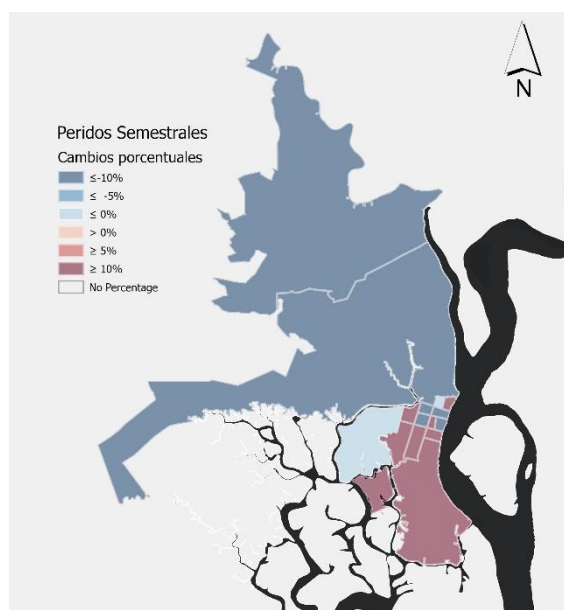 N
Peridos Semestrales
Cambios porcentuales
≤-10%
≤ -5%
≤ 0%
> 0%
≥ 5%
≥ 10%
No Percentage